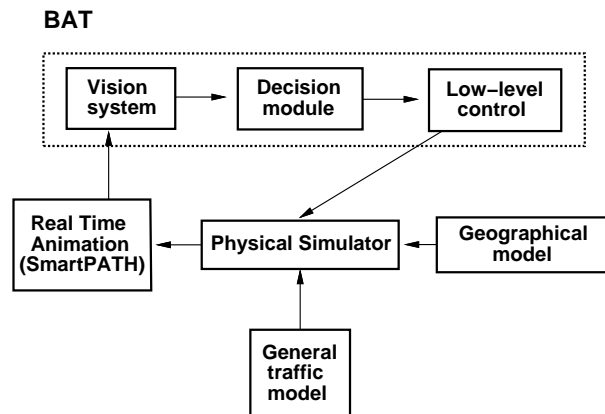 BAT
Vision
system
Decision
module
Low−level
control
Real Time
Animation
(SmartPATH)
Physical Simulator
Geographical
model
General
traffic
model